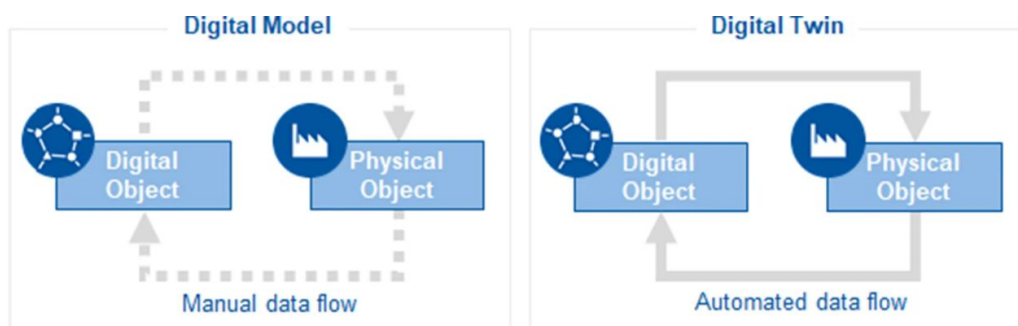 Digital Model
Digital
Object
Physical
Object
Manual data flow
Digital Twin
Digital
Object
Physical
Object
Automated data flow